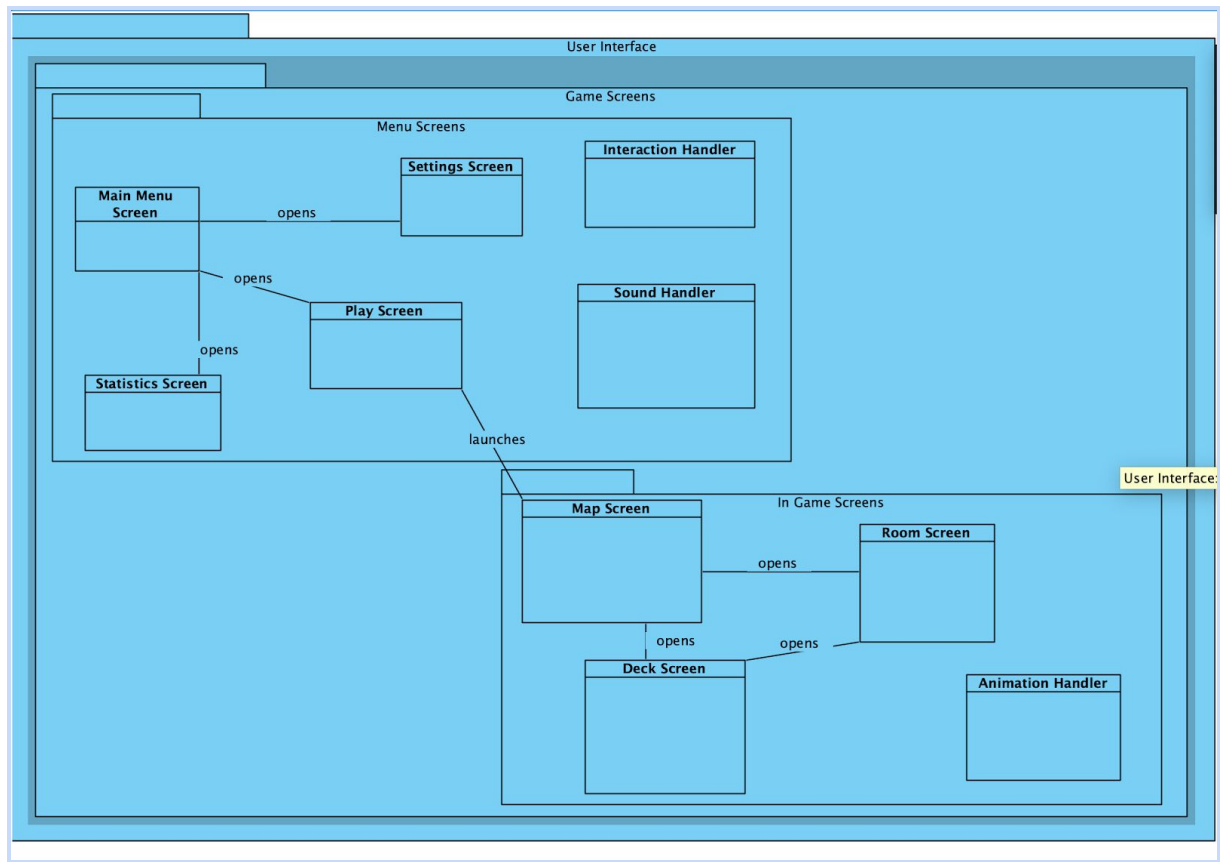 User Interface
Game Screens
Menu Screens
Interaction Handler
Settings Screen
Main Menu
Screen
opens
opens
Sound Handler
Play Screen
opens
Statistics Screen
launches
User Interface:
In Game Screens
Map Screen
Room Screen
opens
opens
opens
Deck Screen
Animation Handler